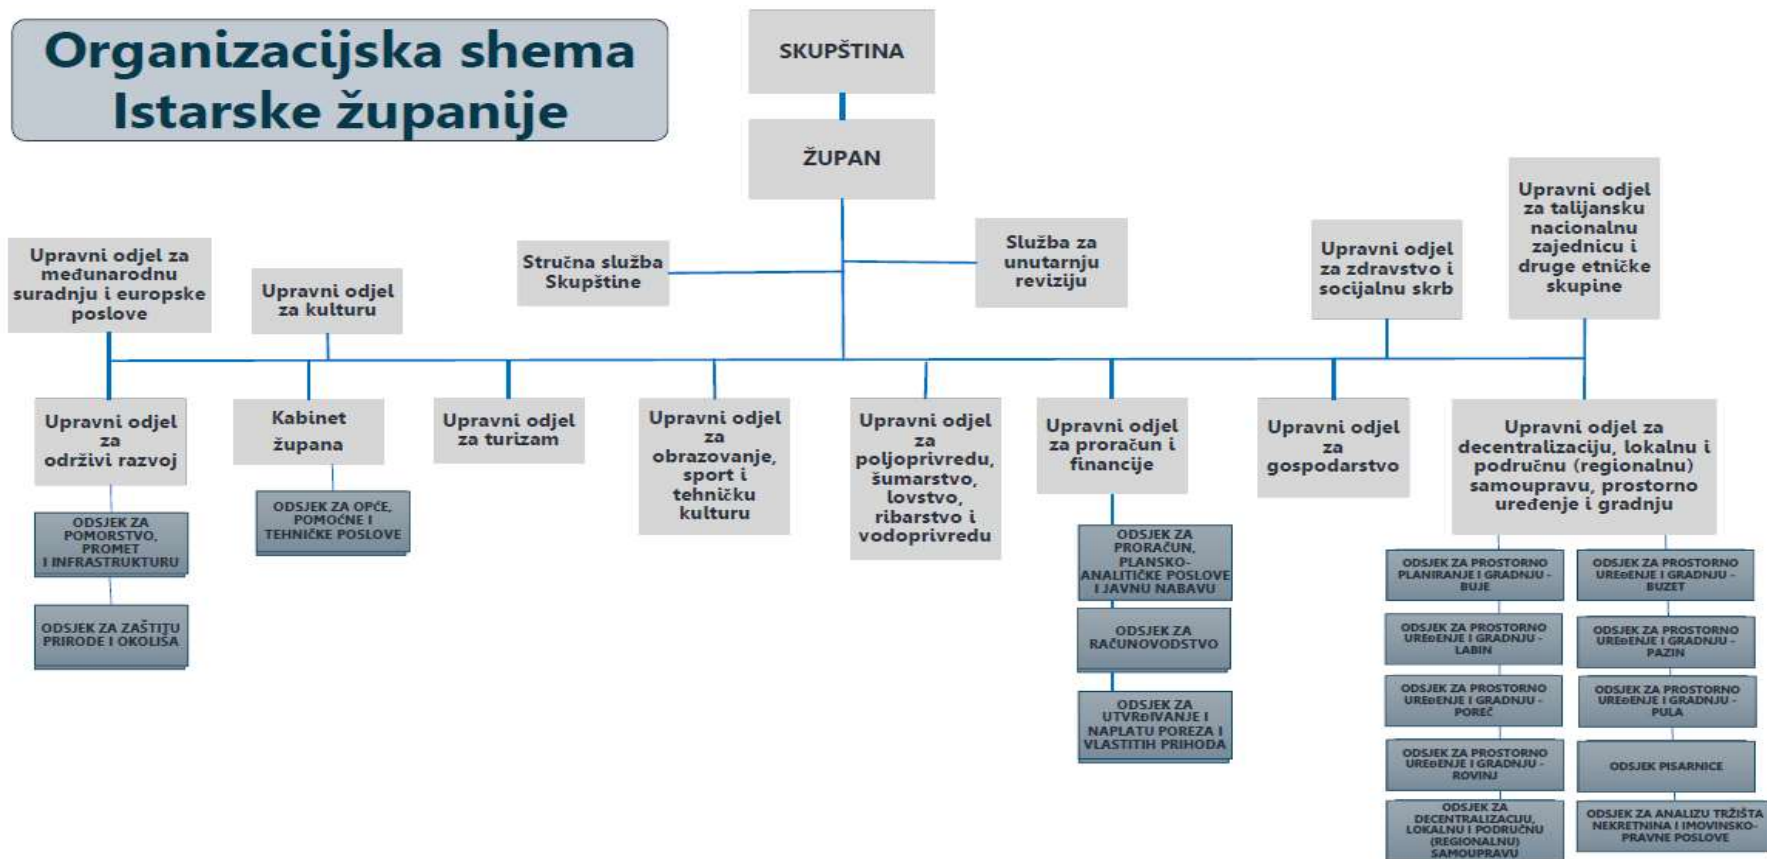 Organizacijska shema
Istarske županije
SKUPŠTINA
ŽUPAN
Stručna služba
Skupštine
Služba za
unutarnju
reviziju
Upravni odjel za
međunarodnu
suradnju i europske
poslove
Upravni odjel
za kulturu
Upravni odjel
za zdravstvo i
socijalnu skrb
Upravni odjel
za talijansku
nacionalnu
zajednicu i
druge etničke
skupine
Upravni odjel
za
održivi razvoj
Kabinet
župana
Upravni odjel
za turizam
Upravni odjel
za
obrazovanje,
sport i
tehničku
kulturu
Upravni odjel
za
poljoprivredu,
šumarstvo,
lovstvo,
ribarstvo i
vodoprivredu
Upravni odjel
za proračun i
financije
Upravni odjel
za
gospodarstvo
Upravni odjel za
decentralizaciju, lokalnu i
područnu (regionalnu)
samoupravu, prostorno
uređenje i gradnju
ODSJEK ZA
POMORSTVO,
PROMET
I INFRASTRUKTURU
ODSJEK ZA ZAŠTITU
PRIRODE I OKOLIŠA
ODSJEK ZA OPĆE,
POMOĆNE I
TEHNIČKE POSLOVE
ODSJEK ZA
PRORAČUN,
PLANSKO-
ANALITIČKE POSLOVE
I JAVNU NABAVU
ODSJEK ZA
RAČUNOVODSTVO
ODSJEK ZA
UTVRĐIVANJE I
NAPLATU POREZA I
VLASTITIH PRIHODA
ODSJEK ZA PROSTORNO
PLANIRANJE I GRADNJU -
BUJE
ODSJEK ZA PROSTORNO
UREĐENJE I GRADNJU -
BUZET
ODSJEK ZA PROSTORNO
UREĐENJE I GRADNJU -
LABIN
ODSJEK ZA PROSTORNO
UREĐENJE I GRADNJU -
PAZIN
ODSJEK ZA PROSTORNO
UREĐENJE I GRADNJU -
POREČ
ODSJEK ZA PROSTORNO
UREĐENJE I GRADNJU -
PULA
ODSJEK ZA PROSTORNO
UREĐENJE I GRADNJU -
ROVINJ
ODSJEK PISARNICE
ODSJEK ZA
DECENTRALIZACIJU,
LOKALNU I PODRUČNU
(REGIONALNU)
SAMOUPRAVU
ODSJEK ZA ANALIZU TRŽIŠTA
NEKRETNINA I IMOVINSKO-
PRAVNE POSLOVE